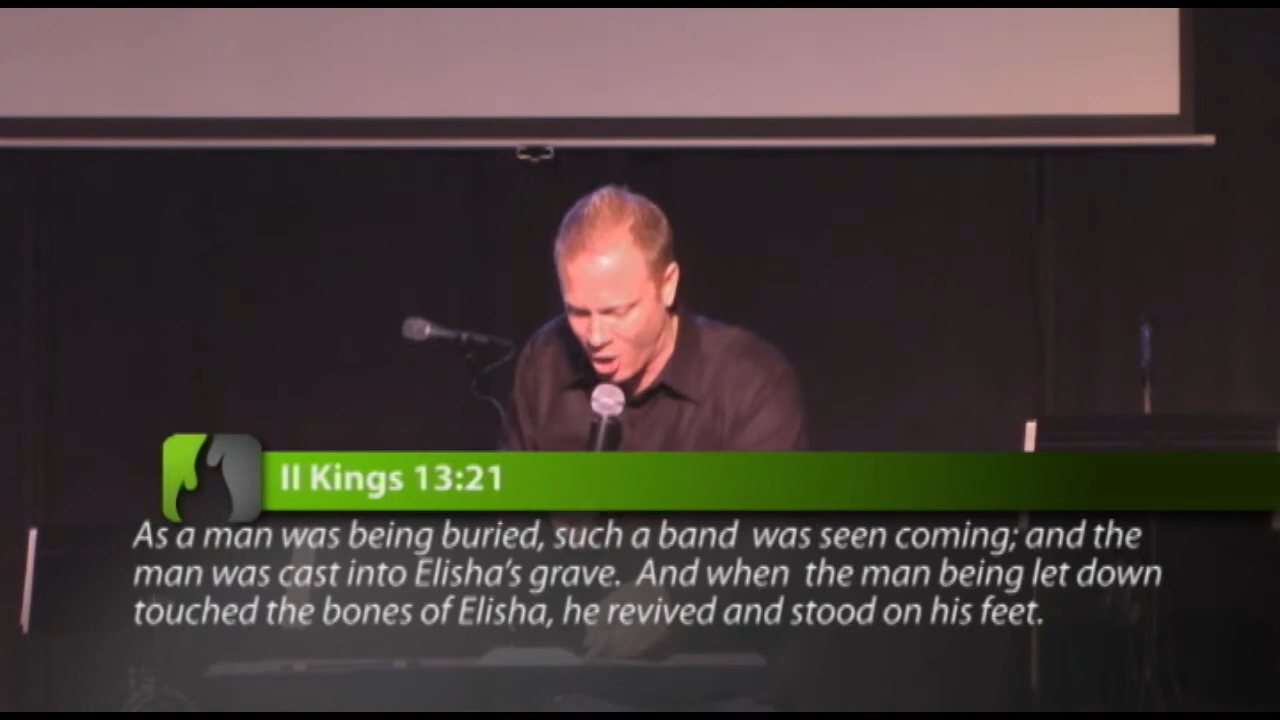 II Kings 13:21
As a man was being buried, such a band was seen coming; and the
man was cast into Elisha's grave. And when the man being let down
touched the bones of Elisha, he revived and stood on his feet.